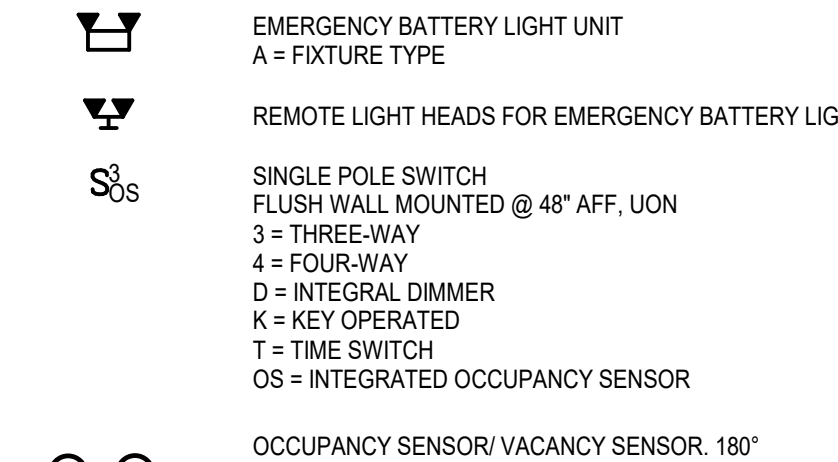 EMERGENCY BATTERY LIGHT UNIT
A = FIXTURE TYPE
REMOTE LIGHT HEADS FOR EMERGENCY BATTERY LIG
S3OS SINGLE POLE SWITCH
FLUSH WALL MOUNTED @ 48" AFF, UON
3 = THREE-WAY
4 = FOUR-WAY
D = INTEGRAL DIMMER
K = KEY OPERATED
T = TIME SWITCH
OS = INTEGRATED OCCUPANCY SENSOR
OCCUPANCY SENSOR/ VACANCY SENSOR. 180°